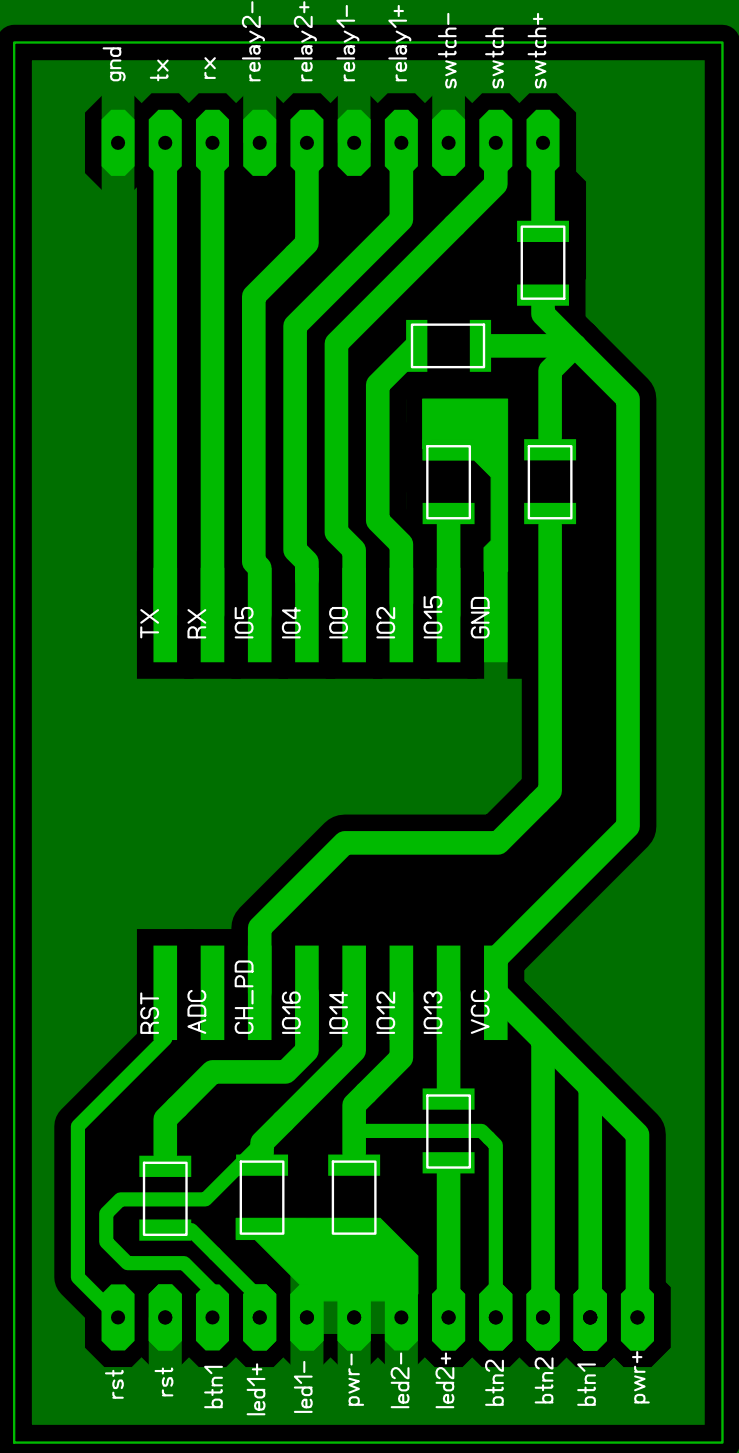 gnd
tx
rx
relay2-
relay2+
relay1-
relay1+
swtch-
swtch
swtch+
TX
RX
IO5
IO4
IO0
IO2
IO15
GND
RST
ADC
CH_PD
IO16
IO14
IO12
IO13
VCC
rst
rst
btn1
led1+
led1-
pwr-
led2-
led2+
btn2
btn2
btn1
pwr+